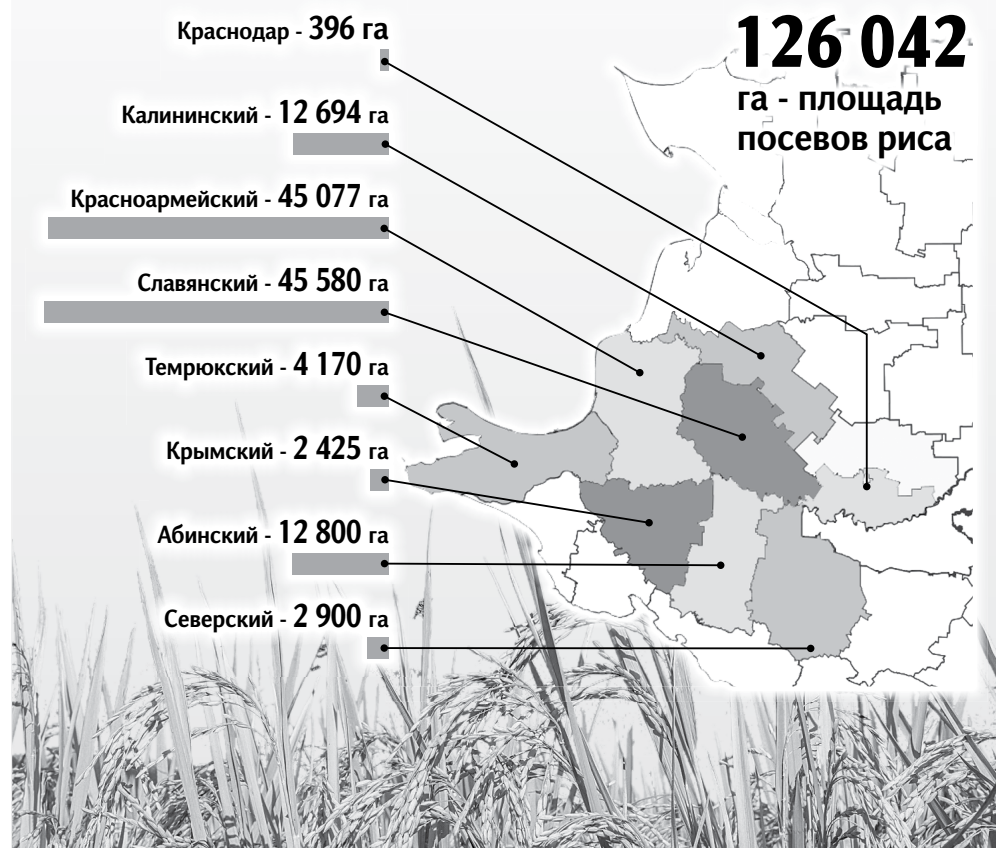 Краснодар - 396 га
Калининский - 12 694 га
Красноармейский - 45 077 га
Славянский - 45 580 га
Темрюкский - 4 170 га
Крымский - 2 425 га
Абинский - 12 800 га
Северский - 2 900 га
126 042
га - площадь
посевов риса